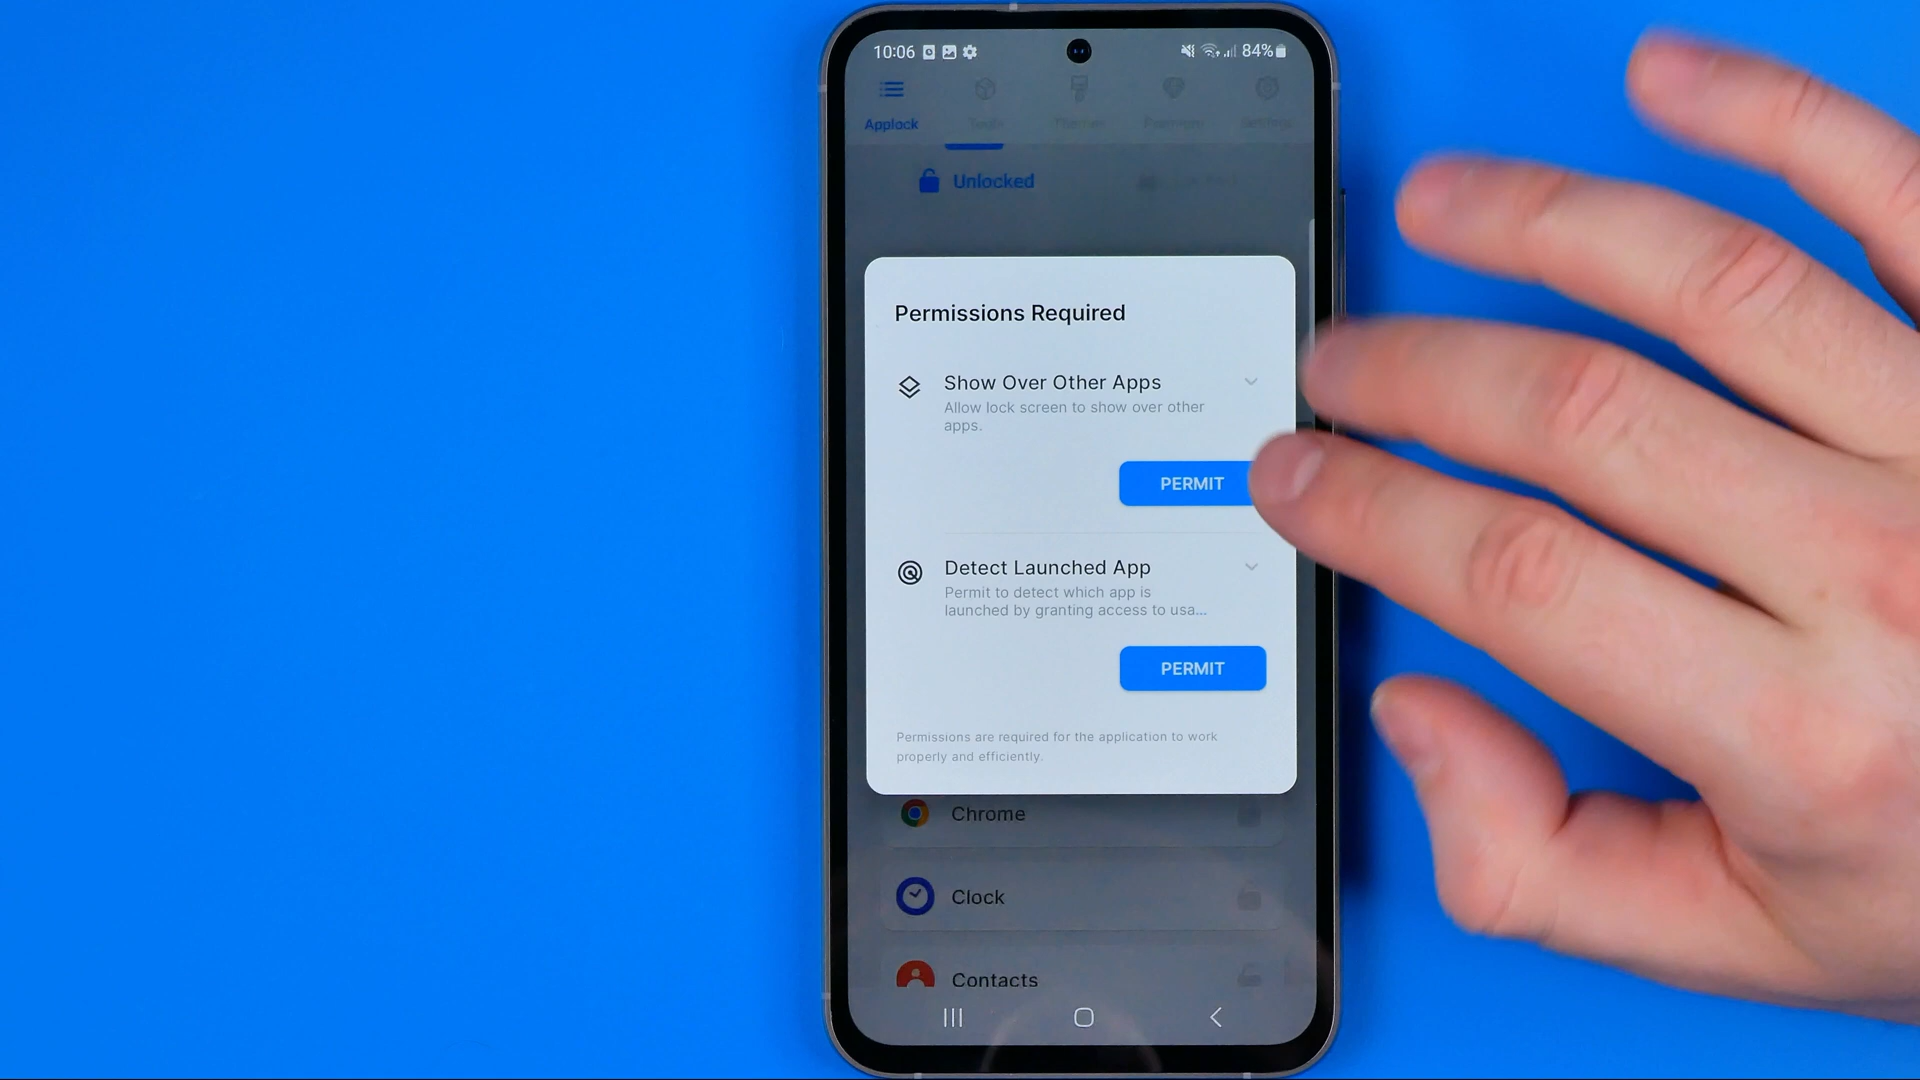 10:06
84%
Applock
Unlocked
Permissions Required
Show Over Other Apps
Allow lock screen to show over other
apps.
PERMIT
Detect Launched App
Permit to detect which app is
launched by granting access to usa...
PERMIT
Permissions are required for the application to work
properly and efficiently.
Chrome
Clock
Contacts